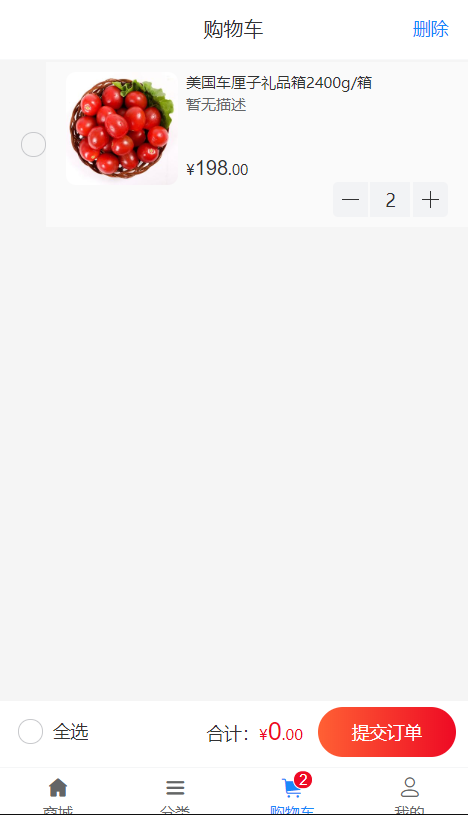 购物车
删除
美国车厘子礼品箱2400g/箱
暂无描述
¥198.00
2
全选
合计：¥0.00
提交订单
2
商城
分类
购物车
我的